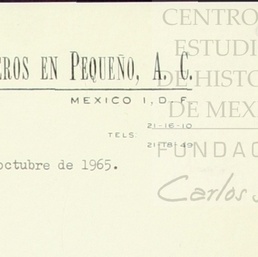 EROS EN PEQUEÑO, A. C.
MEXICO 1, D. F.
TELS.
21-16-10
21-18-49
octubre de 1965.
CENTRO
ESTUDI
DE HISTO
DE MEX
FUNDAC
Carlos